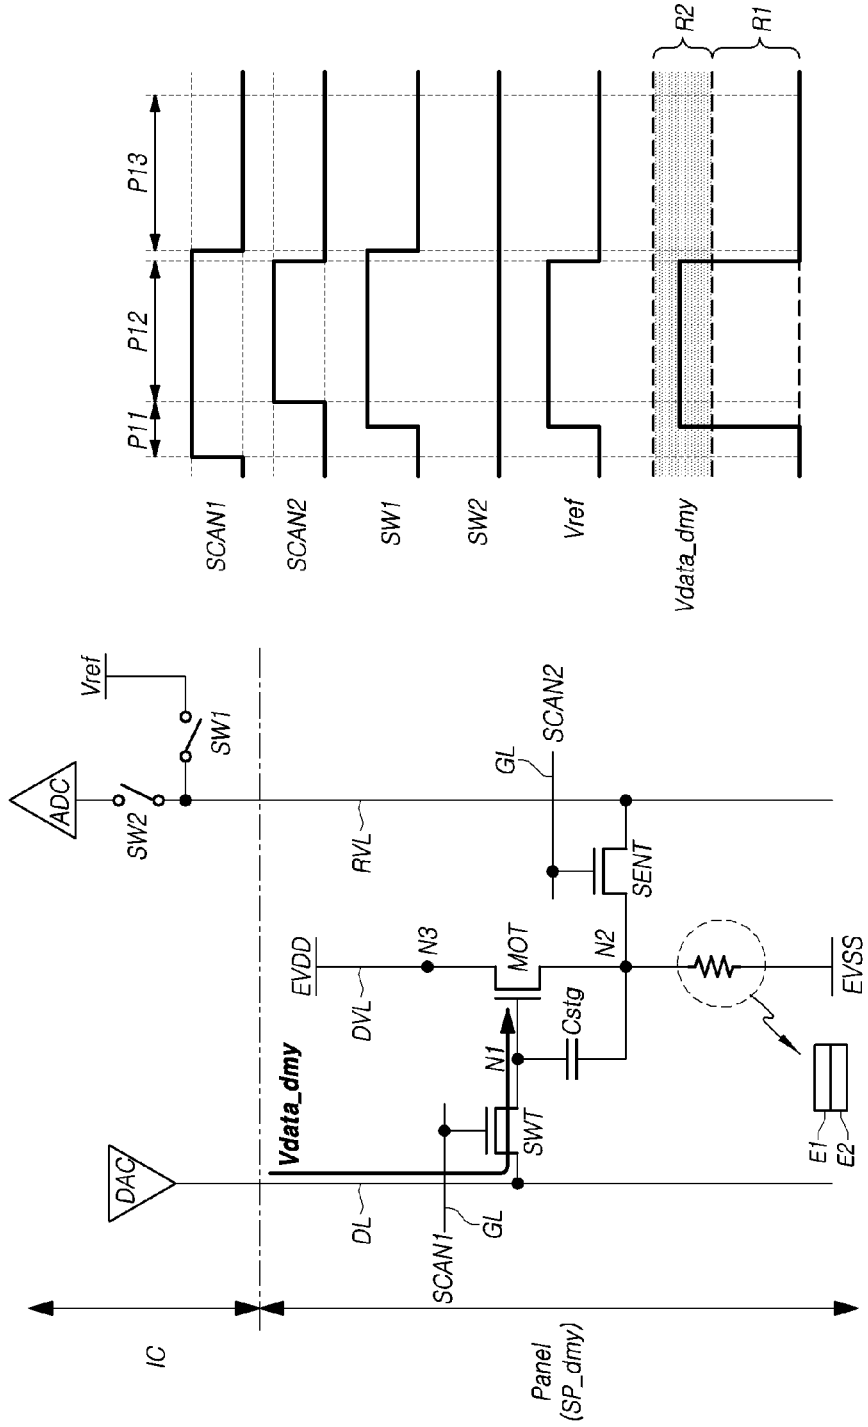 IC
Panel
(SP_dmy)
DAC
Vdata_dmy
DL
SCAN1
GL
SWT
N1
EVDD
DVL
N3
MOT
Cstg
N2
E1
E2
EVSS
ADC
SW2
SW1
Vref
RVL
GL
SCAN2
SENT
P11
P12
P13
SCAN1
SCAN2
SW1
SW2
Vref
Vdata_dmy
R2
R1